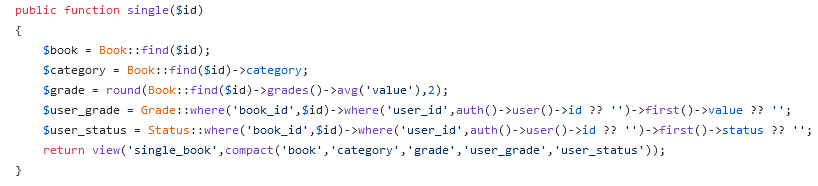 public function single($id)
{
    $book = Book::find($id);
    $category = Book::find($id)->category;
    $grade = round(Book::find($id)->grades()->avg('value'),2);
    $user_grade = Grade::where('book_id',$id)->where('user_id',auth()->user()->id ?? '')->first()->value ?? '';
    $user_status = Status::where('book_id',$id)->where('user_id',auth()->user()->id ?? '')->first()->status ?? '';
    return view('single_book',compact('book','category','grade','user_grade','user_status'));
}